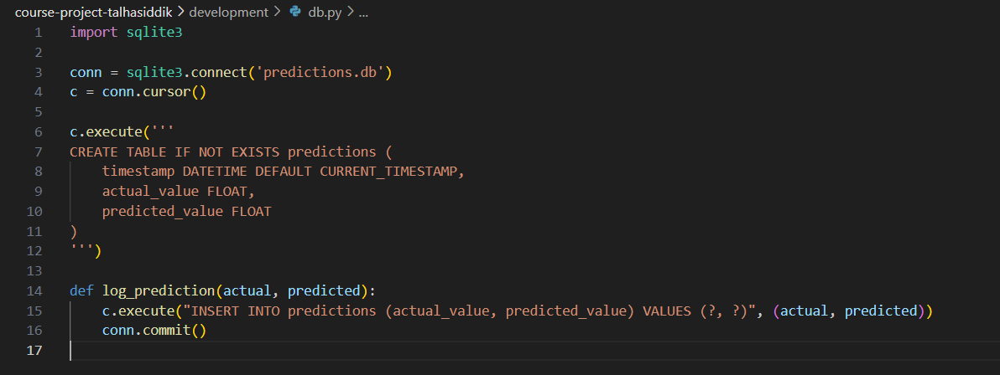 course-project-talhasiddik > development > db.py > ...
1 import sqlite3
2
3 conn = sqlite3.connect('predictions.db')
4 c = conn.cursor()
5
6 c.execute('''
7 CREATE TABLE IF NOT EXISTS predictions (
8     timestamp DATETIME DEFAULT CURRENT_TIMESTAMP,
9     actual_value FLOAT,
10     predicted_value FLOAT
11 )
12 ''')
13
14 def log_prediction(actual, predicted):
15     c.execute("INSERT INTO predictions (actual_value, predicted_value) VALUES (?, ?)", (actual, predicted))
16     conn.commit()
17